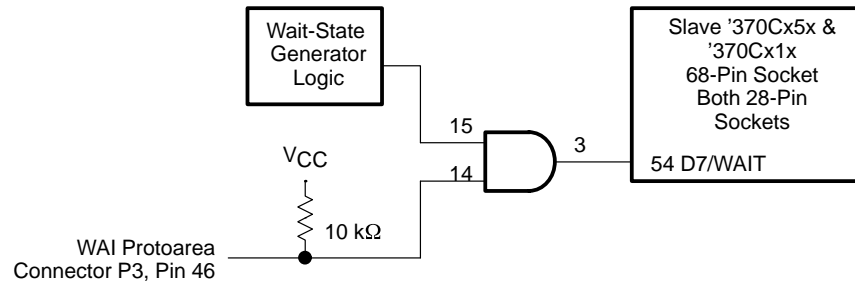 Wait-State
Generator
Logic
Slave '370Cx5x &
'370Cx1x
68-Pin Socket
Both 28-Pin
Sockets
15
3
14
54 D7/WAIT
VCC
10 kΩ
WAI Protoarea
Connector P3, Pin 46